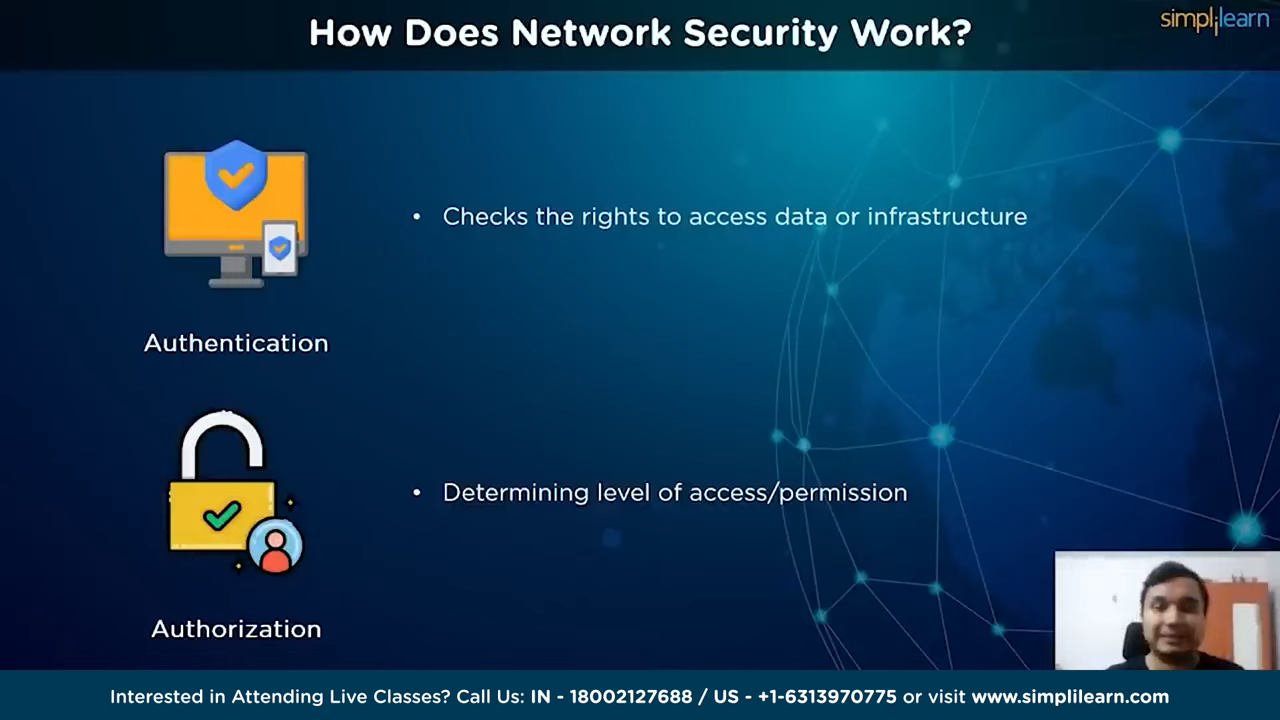 How Does Network Security Work?
simplilearn
• Checks the rights to access data or infrastructure
Authentication
• Determining level of access/permission
Authorization
Interested in Attending Live Classes? Call Us: IN - 18002127688 / US - +1-6313970775 or visit www.simplilearn.com